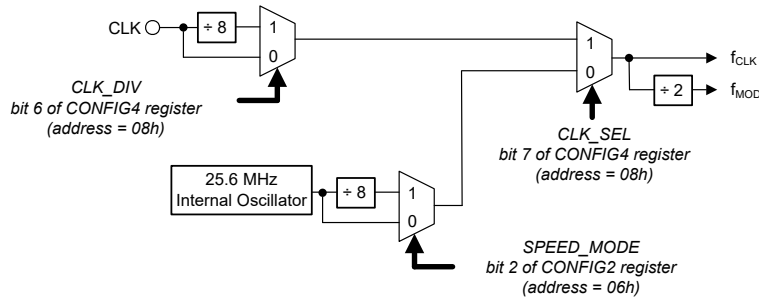 CLK
÷ 8
1
0
CLK_DIV
bit 6 of CONFIG4 register
(address = 08h)
1
0
fCLK
÷ 2
fMOD
CLK_SEL
bit 7 of CONFIG4 register
(address = 08h)
25.6 MHz
Internal Oscillator
÷ 8
1
0
SPEED_MODE
bit 2 of CONFIG2 register
(address = 06h)